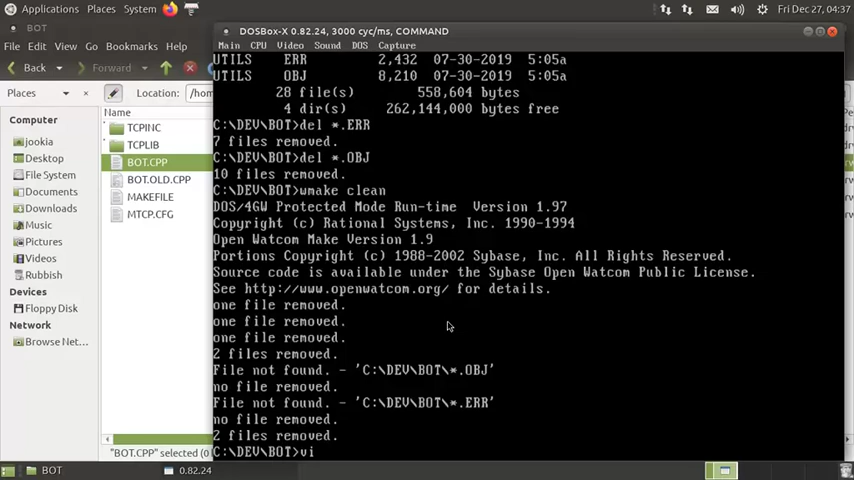 Applications Places System Fri Dec 27, 04:37
BOT
File Edit View Go Bookmarks
Back Forward
Places Location: /hom
Computer
jookia
Desktop
File System
Documents
Downloads
Music
Pictures
Videos
Rubbish
Devices
Floppy Disk
Network
Browse Net...
TCPINC
TCPLIB
BOT.CPP
BOT.OLD.CPP
MAKEFILE
MTCP.CFG
"BOT.CPP" selected (
DOSBox-X 0.82.24, 3000 cyc/ms, COMMAND
Main CPU Video Sound DOS Capture
UTILS ERR 2,432 07-30-2019 5:05a
UTILS OBJ 8,210 07-30-2019 5:05a
28 file(s) 558,604 bytes
4 dir(s) 262,144,000 bytes free
C:\DEV\BOT>del *.ERR
7 files removed.
C:\DEV\BOT>del *.OBJ
10 files removed.
C:\DEV\BOT>wmake clean
DOS/4GW Protected Mode Run-time Version 1.97
Copyright (c) Rational Systems, Inc. 1990-1994
Open Watcom Make Version 1.9
Portions Copyright (c) 1988-2002 Sybase, Inc. All Rights Reserved.
Source code is available under the Sybase Open Watcom Public License.
See http://www.openwatcom.org/ for details.
one file removed.
one file removed.
one file removed.
2 files removed.
File not found. - 'C:\DEV\BOT\*.OBJ'
no file removed.
File not found. - 'C:\DEV\BOT\*.ERR'
no file removed.
2 files removed.
C:\DEV\BOT>vi
BOT 0.82.24